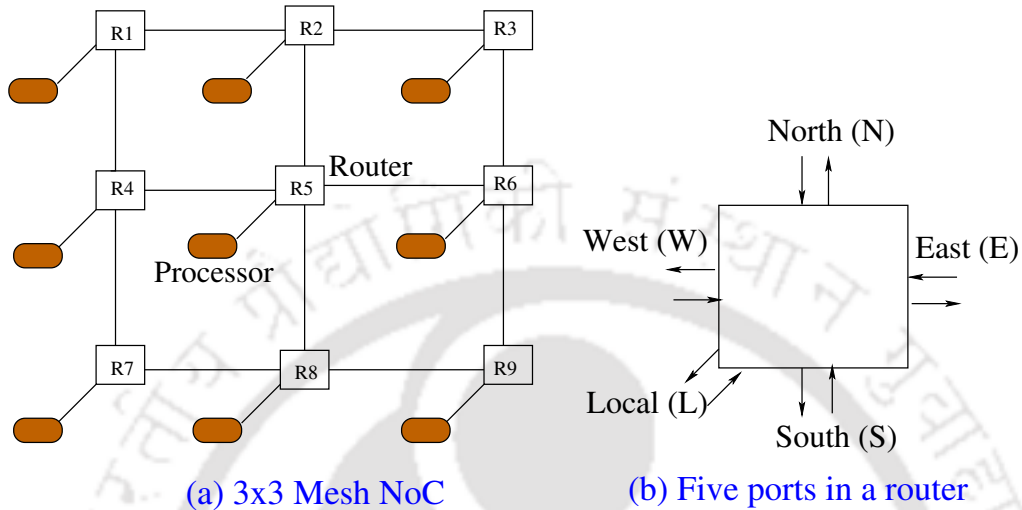 R1
R2
R3
R4
R5
Router
R6
Processor
R7
R8
R9
(a) 3x3 Mesh NoC
North (N)
West (W)
East (E)
Local (L)
South (S)
(b) Five ports in a router